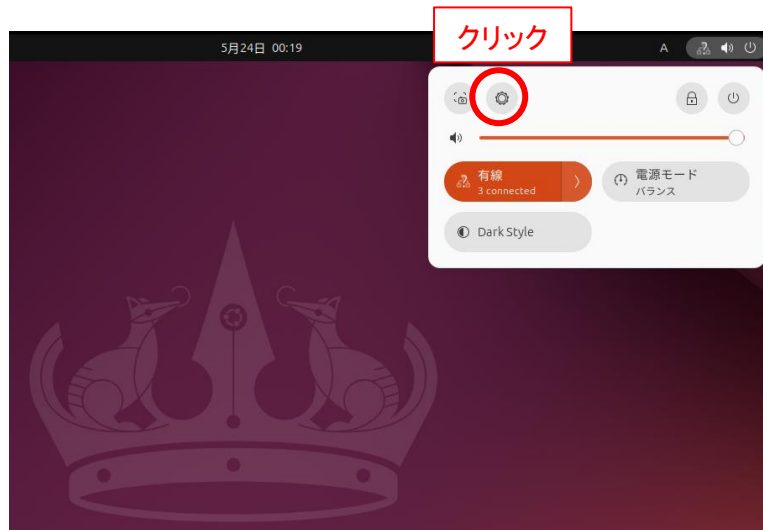 クリック
5月24日 00:19
A
有線
3 connected
電源モード
バランス
Dark Style